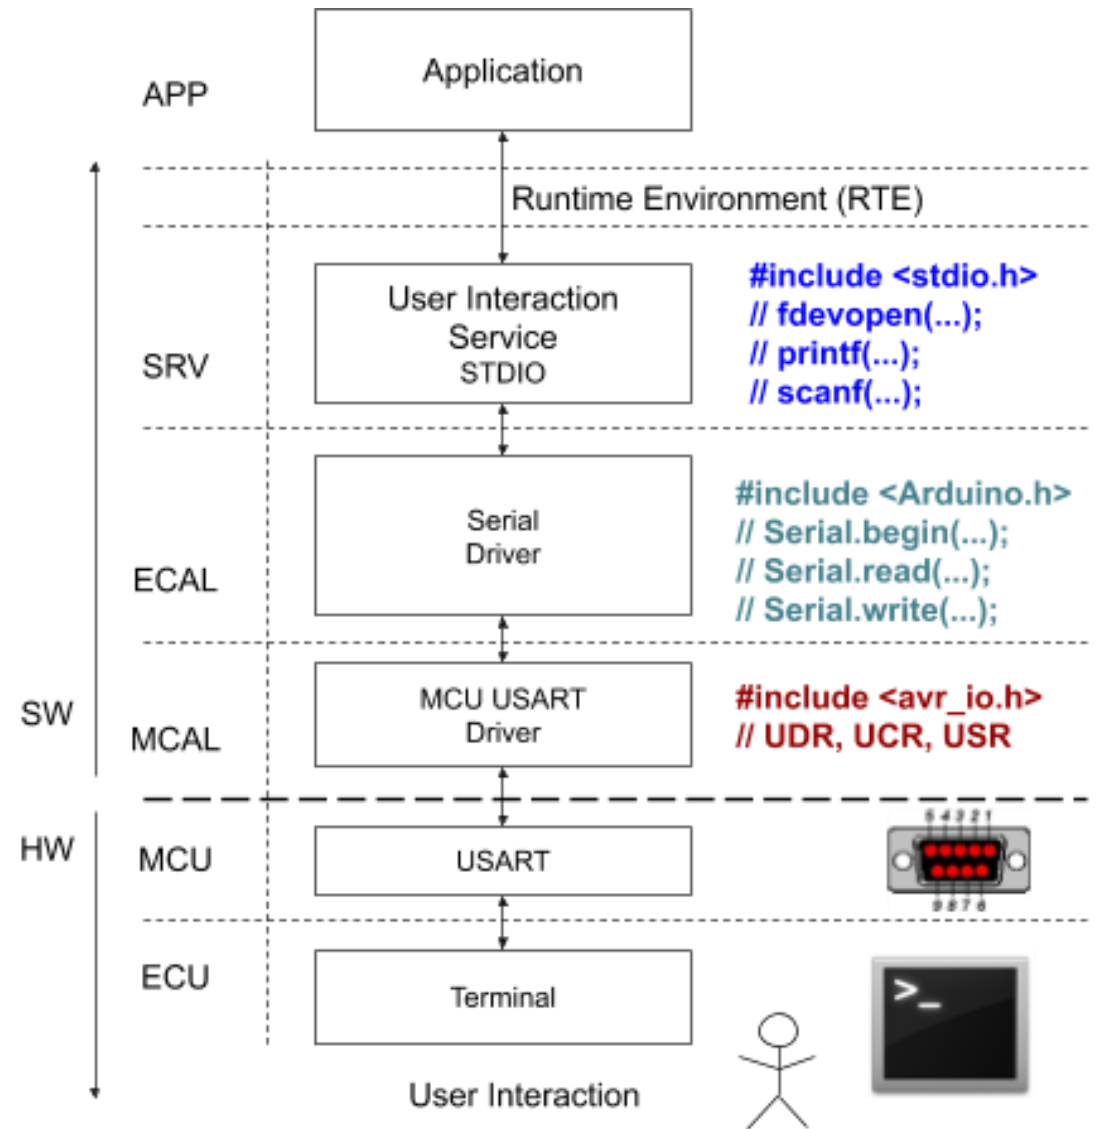 Application
APP
Runtime Environment (RTE)
User Interaction
Service
STDIO
SRV
#include <stdio.h>
// fdevopen(...);
// printf(...);
// scanf(...);
Serial
Driver
ECAL
#include <Arduino.h>
// Serial.begin(...);
// Serial.read(...);
// Serial.write(...);
SW
MCAL
MCU USART
Driver
#include <avr_io.h>
// UDR, UCR, USR
HW
MCU
USART
5 4 3 2 1
9 8 7 6
ECU
Terminal
>_
User Interaction